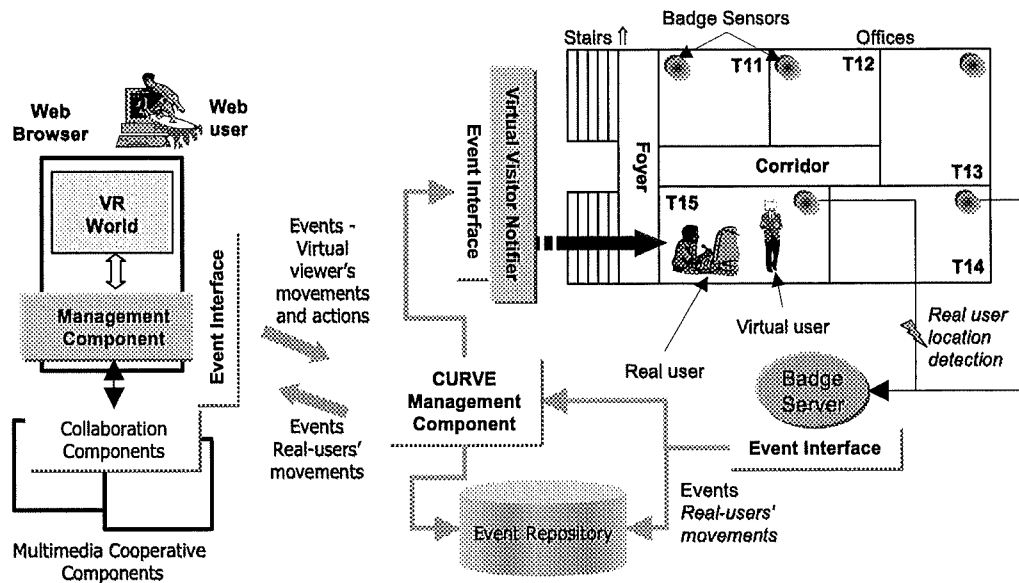 Badge Sensors
Stairs ⇑
Offices
T11
T12
Web
Browser
Web
user
Virtual Visitor Notifier
Event Interface
Foyer
Corridor
T13
VR
World
T15
Events -
Virtual
viewer's
movements
and actions
T14
Event Interface
Management
Component
Virtual user
Real user
location
detection
Real user
Badge
Server
CURVE
Management
Component
Collaboration
Components
Events
Real-users'
movements
Event Interface
Events
Real-users'
movements
Event Repository
Multimedia Cooperative
Components